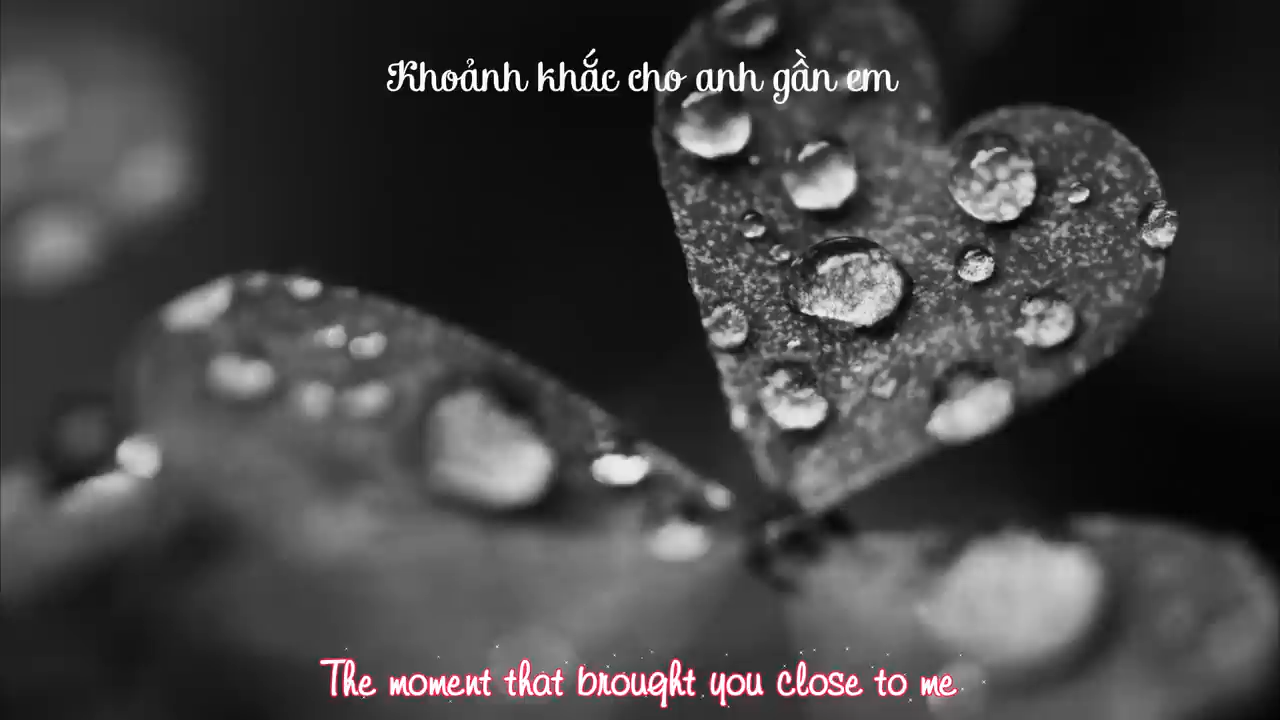 Khoảnh khắc cho anh gần em
The moment that brought you close to me